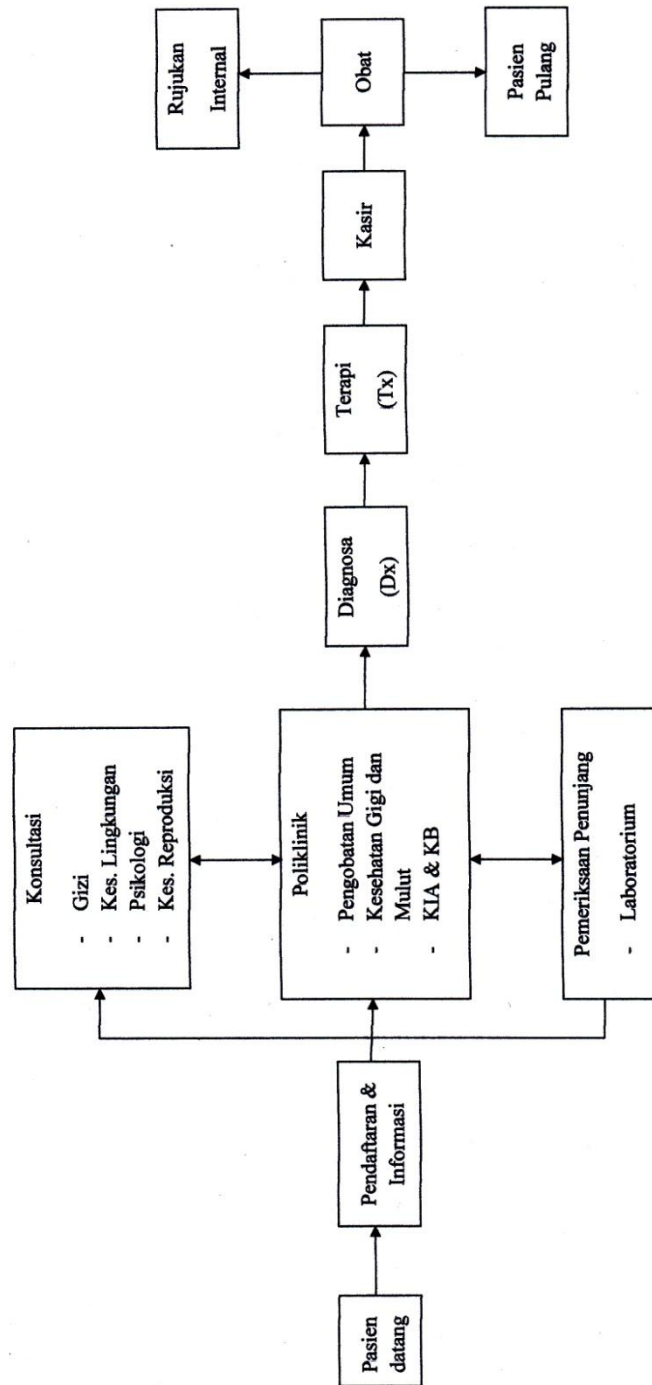 Pasien
datang
Pendaftaran &
Informasi
Konsultasi
- Gizi
- Kes. Lingkungan
- Psikologi
- Kes. Reproduksi
Poliklinik
- Pengobatan Umum
- Kesehatan Gigi dan
Mulut
- KIA & KB
Pemeriksaan Penunjang
- Laboratorium
Diagnosa
(Dx)
Terapi
(Tx)
Kasir
Obat
Rujukan
Internal
Pasien
Pulang